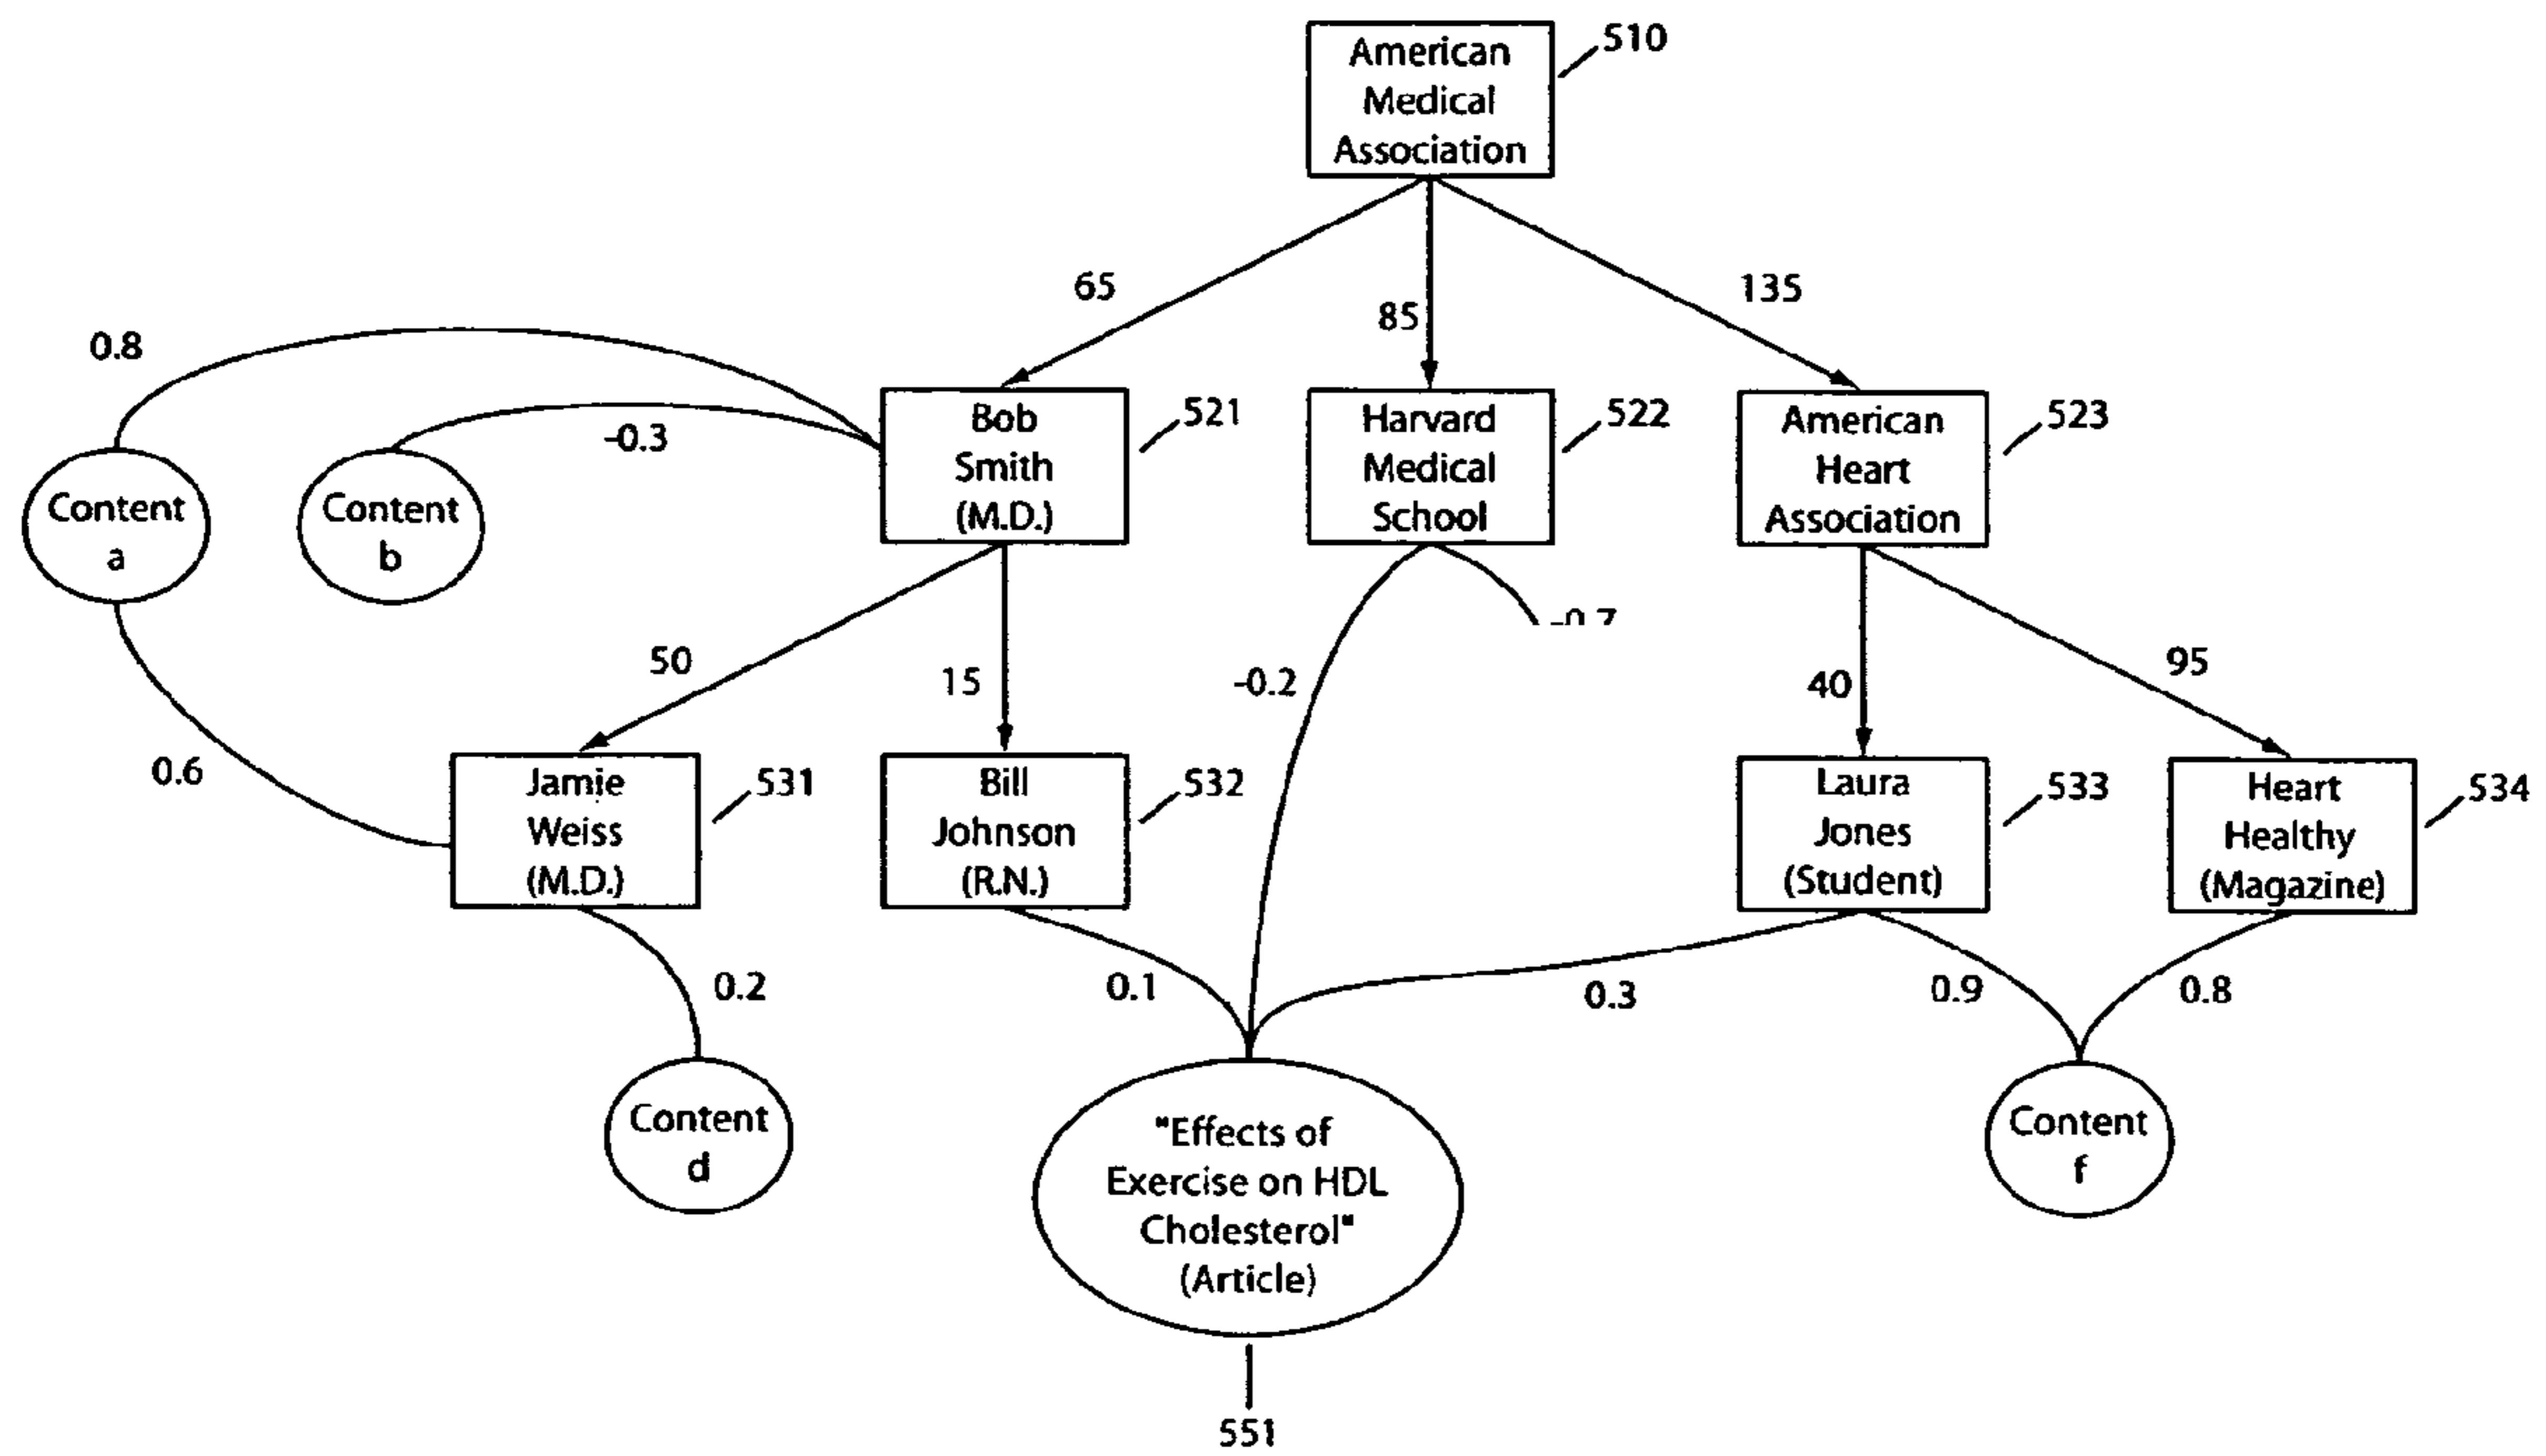 American
Medical
Association
510
65
85
135
0.8
-0.3
Bob
Smith
(M.D.)
521
Harvard
Medical
School
522
American
Heart
Association
523
Content
a
Content
b
50
15
-0.2
40
95
0.6
Jamie
Weiss
(M.D.)
531
Bill
Johnson
(R.N.)
532
Laura
Jones
(Student)
533
Heart
Healthy
(Magazine)
534
0.2
0.1
0.3
0.9
0.8
Content
d
"Effects of
Exercise on HDL
Cholesterol"
(Article)
Content
f
551